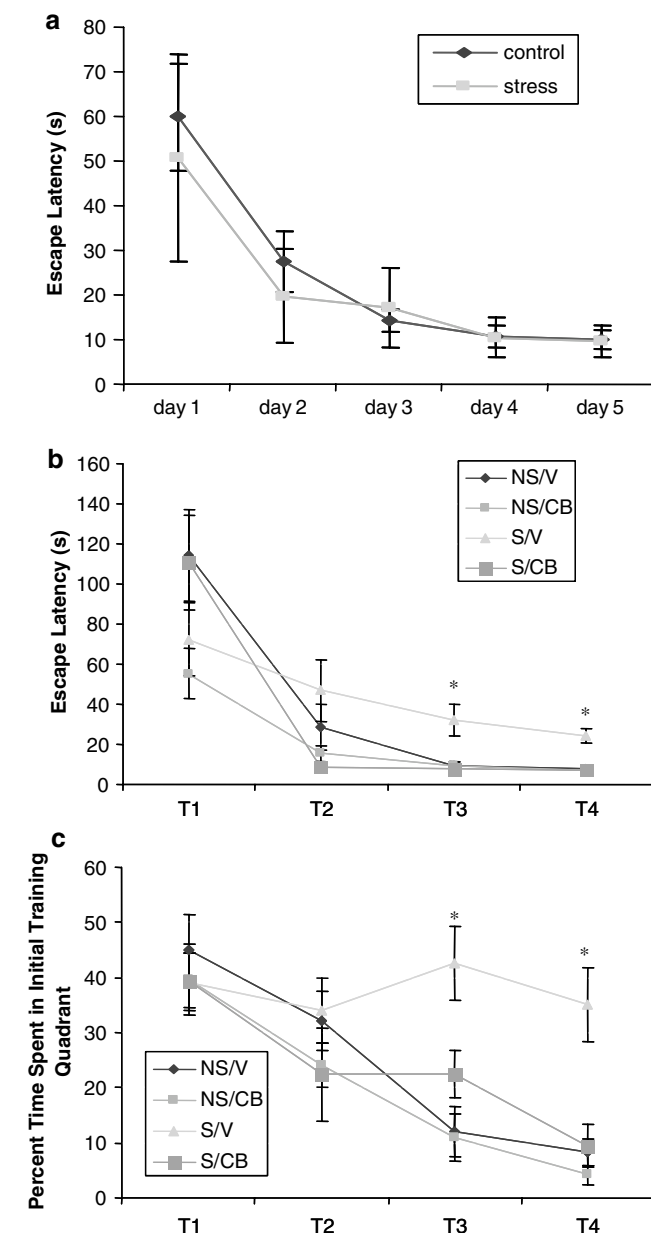 a
80
70
60
50
40
30
20
10
0
Escape Latency (s)
control
stress
day 1 day 2 day 3 day 4 day 5
b
160
140
120
100
80
60
40
20
0
Escape Latency (s)
NS/V
NS/CB
S/V
S/CB
*
*
T1 T2 T3 T4
c
60
50
40
30
20
10
0
Percent Time Spent in Initial Training
Quadrant
*
*
NS/V
NS/CB
S/V
S/CB
T1 T2 T3 T4